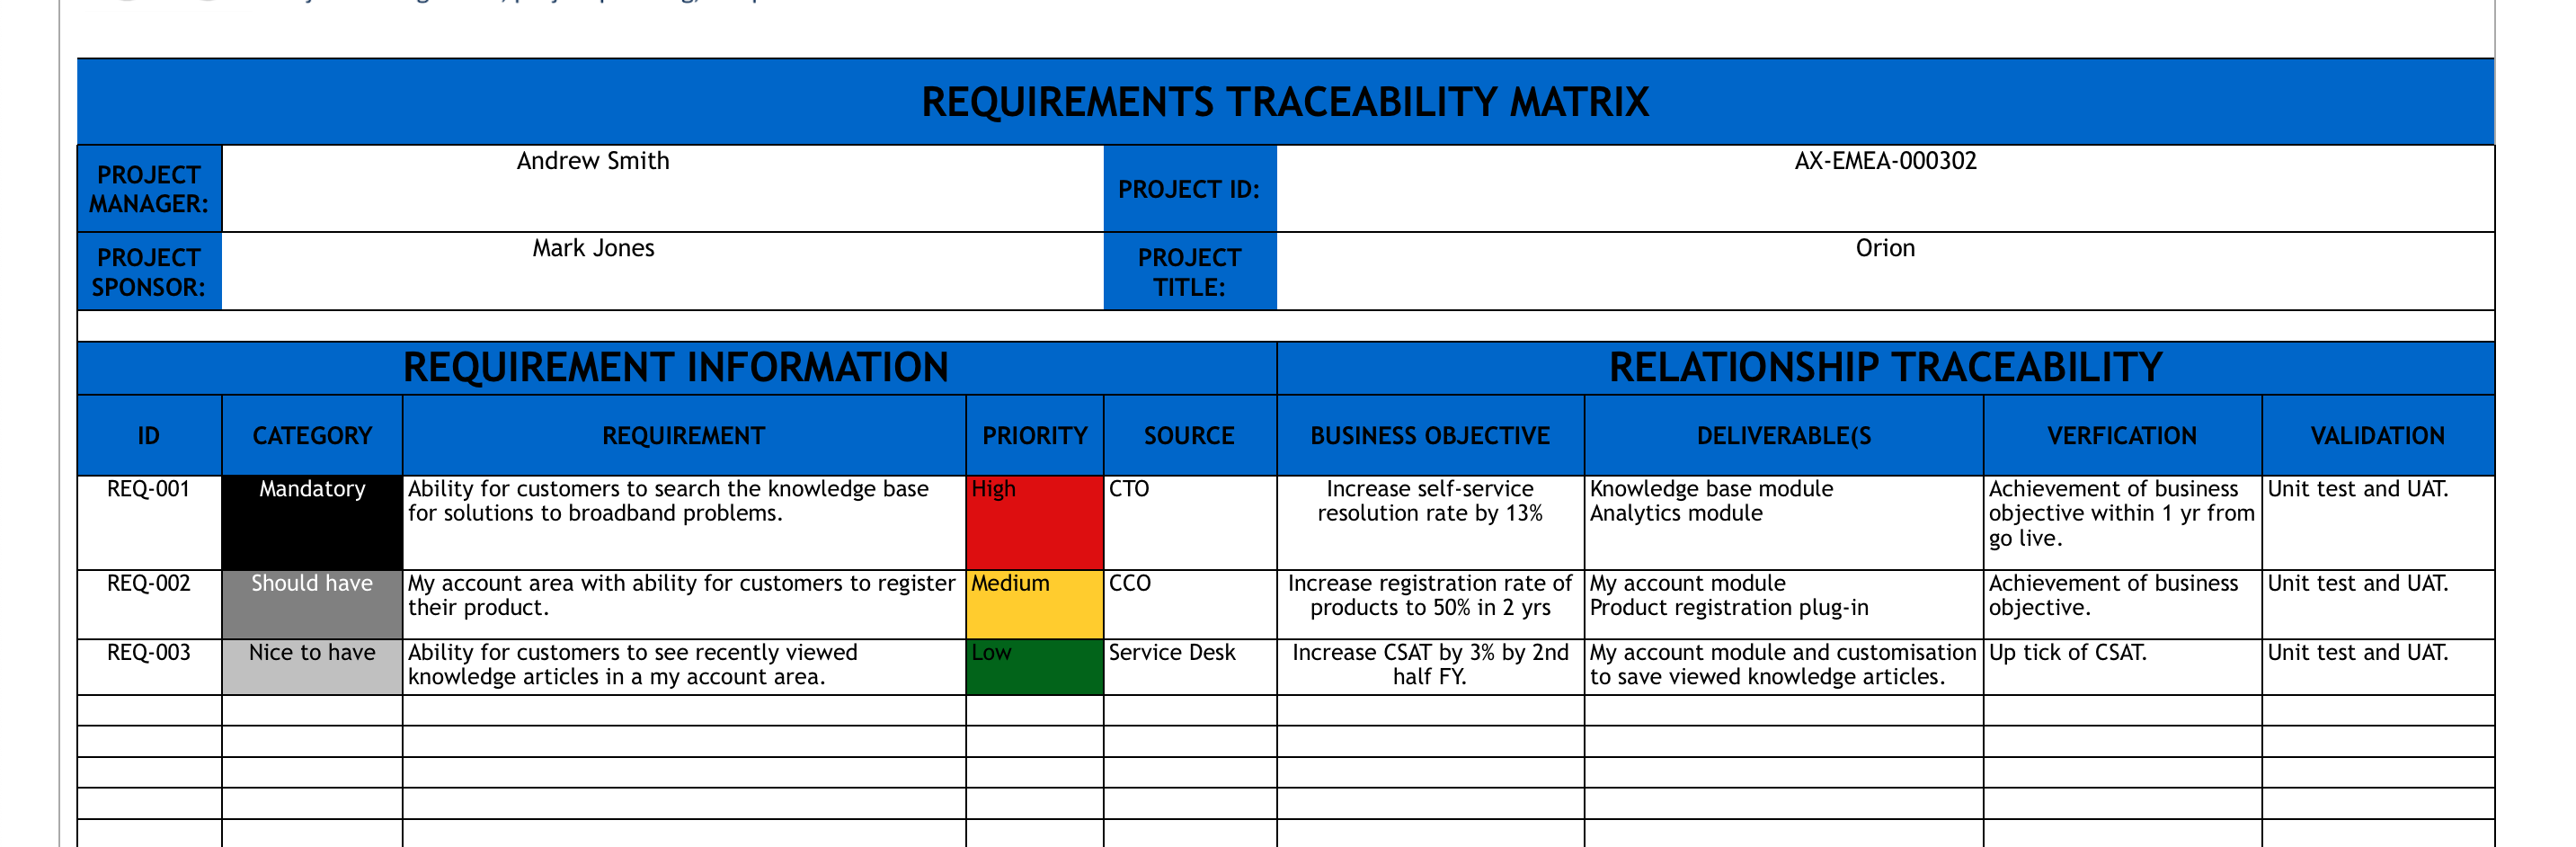 REQUIREMENTS TRACEABILITY MATRIX
PROJECT MANAGER:
Andrew Smith
PROJECT ID:
AX-EMEA-000302
PROJECT SPONSOR:
Mark Jones
PROJECT TITLE:
Orion
REQUIREMENT INFORMATION
RELATIONSHIP TRACEABILITY
ID
CATEGORY
REQUIREMENT
PRIORITY
SOURCE
BUSINESS OBJECTIVE
DELIVERABLE(S
VERFICATION
VALIDATION
REQ-001
Mandatory
Ability for customers to search the knowledge base
for solutions to broadband problems.
High
CTO
Increase self-service
resolution rate by 13%
Knowledge base module
Analytics module
Achievement of business
objective within 1 yr from
go live.
Unit test and UAT.
REQ-002
Should have
My account area with ability for customers to register
their product.
Medium
CCO
Increase registration rate of
products to 50% in 2 yrs
My account module
Product registration plug-in
Achievement of business
objective.
Unit test and UAT.
REQ-003
Nice to have
Ability for customers to see recently viewed
knowledge articles in a my account area.
Low
Service Desk
Increase CSAT by 3% by 2nd
half FY.
My account module and customisation
to save viewed knowledge articles.
Up tick of CSAT.
Unit test and UAT.